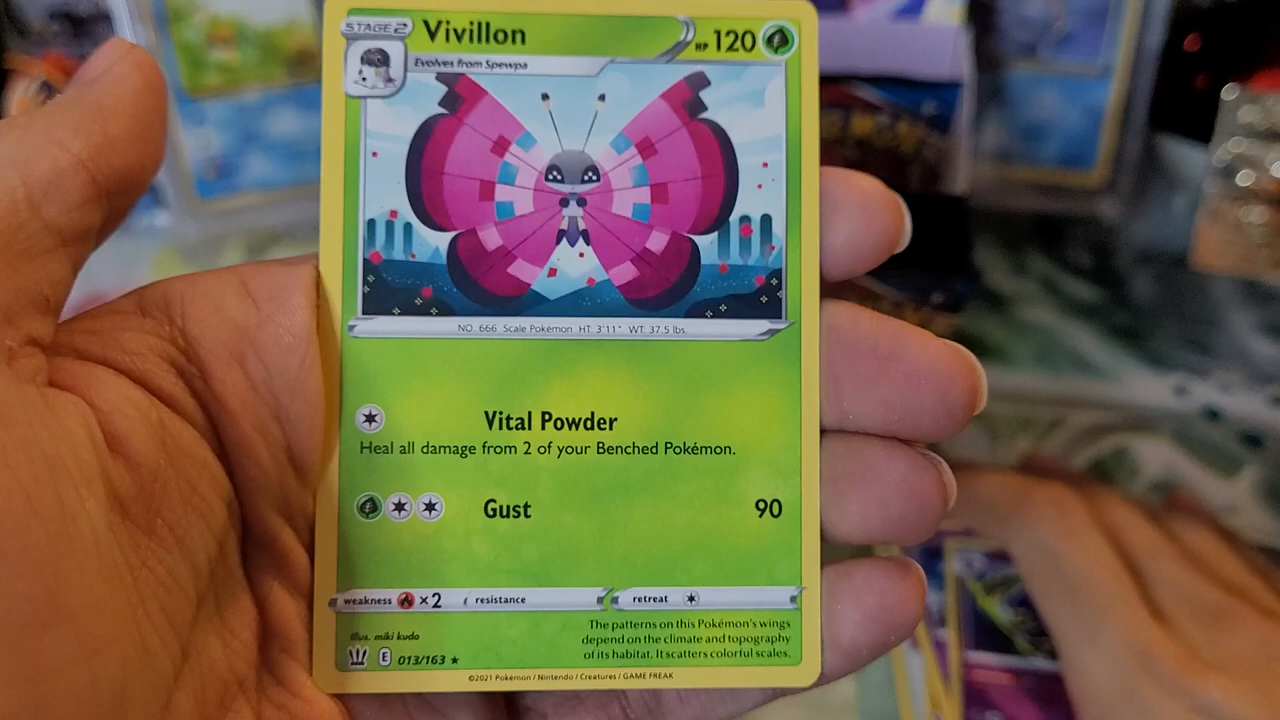 STAGE 2 Vivillon HP 120
Evolves from Spewpa
NO. 666 Scale Pokémon HT. 3'11" WT. 37.5 lbs.
Vital Powder
Heal all damage from 2 of your Benched Pokémon.
Gust 90
weakness ×2 resistance retreat
The patterns on this Pokémon's wings
depend on the climate and topography
of its habitat. It scatters colorful scales.
Illus. miki kudo
E 013/163 ★
©2021 Pokémon / Nintendo / Creatures / GAME FREAK